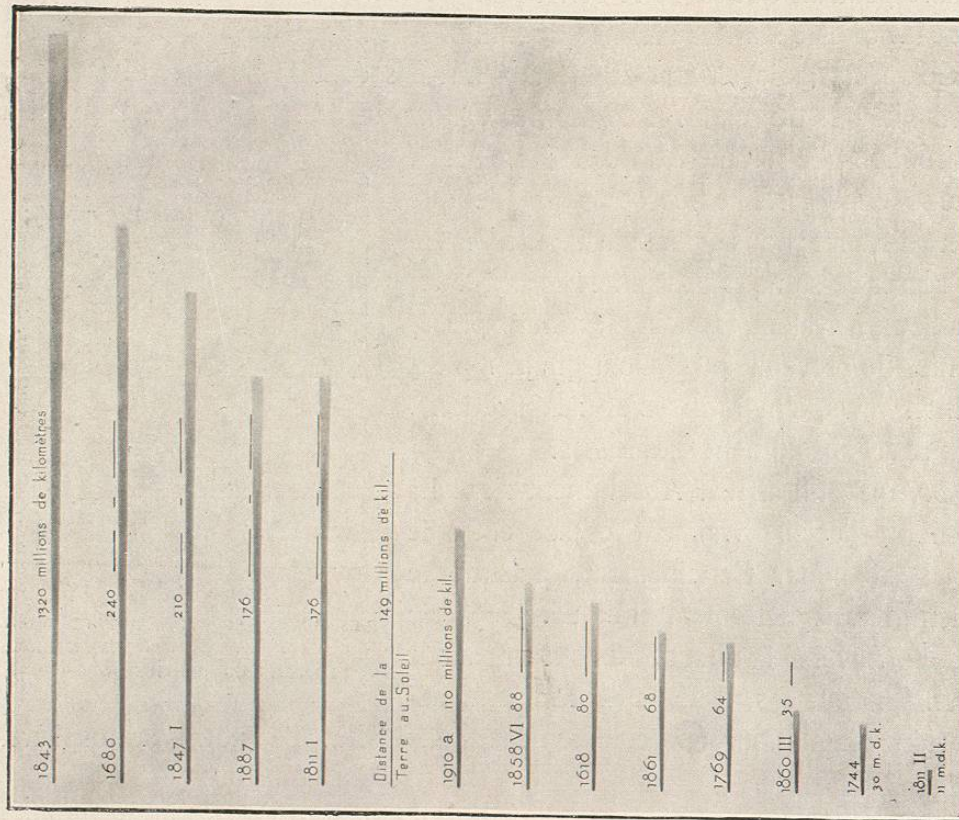 1843 1320 millions de kilomètres
1680 240 — - —
1847 I 210 — - —
1887 176 — - —
1811 I 176 — - —
Distance de la
Terre au Soleil
149 millions de kil.
1910 a 110 millions de kil.
1858 VI 88 —
1618 80 —
1861 68 —
1769 64 —
1860 III 35 —
1744
30 m.d.k.
1811 II
11 m.d.k.